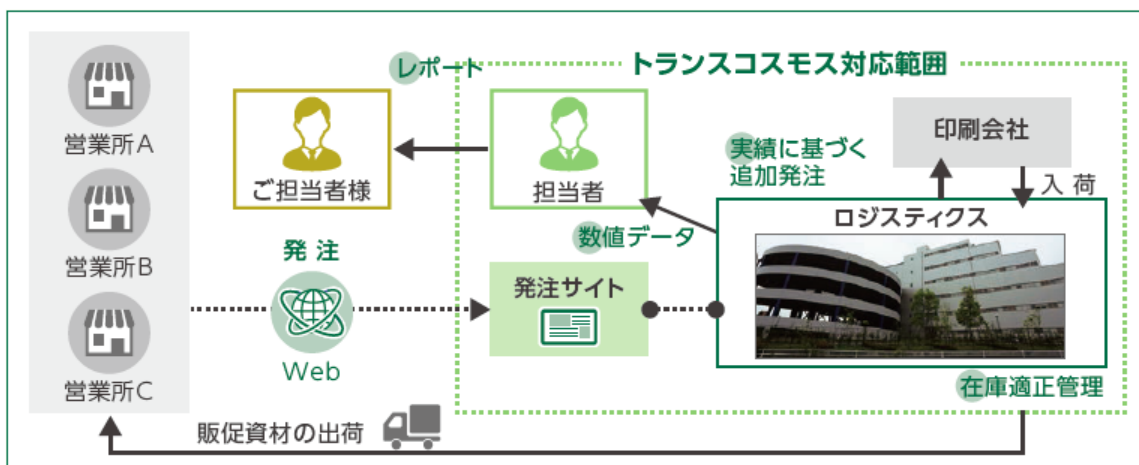 営業所A
営業所B
営業所C
レポート
トランスコスモス対応範囲
ご担当者様
担当者
印刷会社
実績に基づく
追加発注
入荷
ロジスティクス
数値データ
発注
Web
発注サイト
在庫適正管理
販促資材の出荷